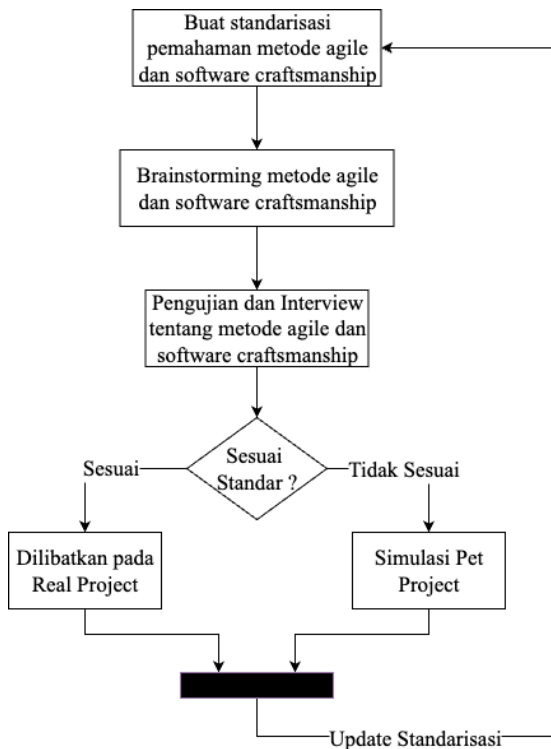 Buat standarisasi
pemahaman metode agile
dan software craftsmanship
Brainstorming metode agile
dan software craftsmanship
Pengujian dan Interview
tentang metode agile dan
software craftsmanship
Sesuai
Standar ?
Sesuai
Tidak Sesuai
Dilibatkan pada
Real Project
Simulasi Pet
Project
Update Standarisasi